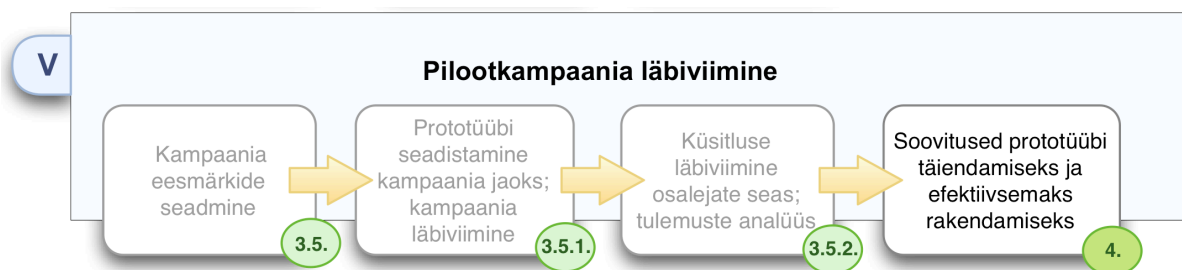 V
Pilootkampaania läbiviimine
Kampaania
eesmärkide
seadmine
3.5.
Prototüübi
seadistamine
kampaania jaoks;
kampaania
läbiviimine
3.5.1.
Küsitluse
läbiviimine
osalejate seas;
tulemuste analüüs
3.5.2.
Soovitused prototüübi
täiendamiseks ja
efektiivsemaks
rakendamiseks
4.